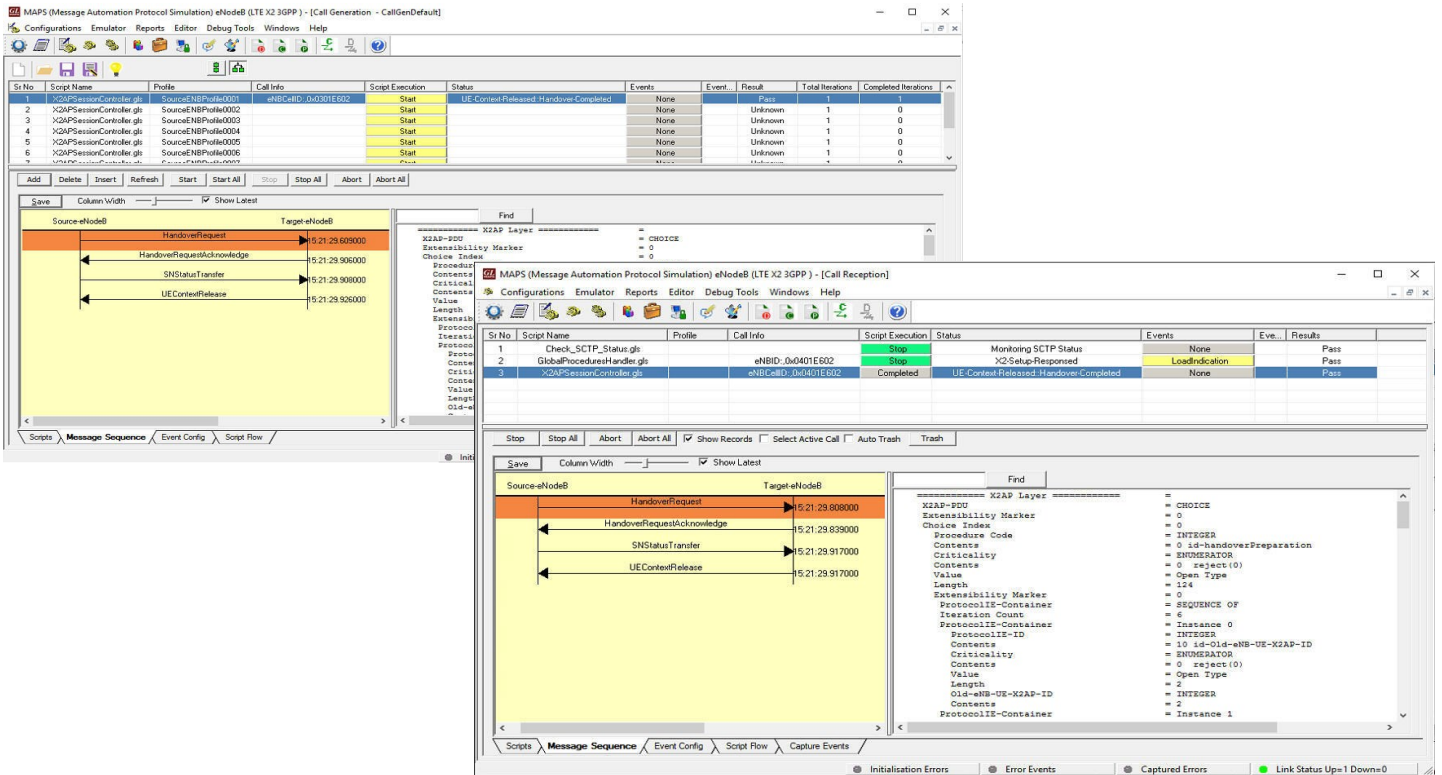 MAPS (Message Automation Protocol Simulation) eNodeB (LTE X2 3GPP ) - [Call Generation - CallGenDefault]
Configurations Emulator Reports Editor Debug Tools Windows Help
Sr No Script Name Profile Call Info Script Execution Status Events Event... Result Total Iterations Completed Iterations
1 X2APSessionController.gls SourceENBProfile0001 eNBCellID:,0x0301E602 Start UE-Context-Released::Handover-Completed None Pass 1 1
2 X2APSessionController.gls SourceENBProfile0002 Start None Unknown 1 0
3 X2APSessionController.gls SourceENBProfile0003 Start None Unknown 1 0
4 X2APSessionController.gls SourceENBProfile0004 Start None Unknown 1 0
5 X2APSessionController.gls SourceENBProfile0005 Start None Unknown 1 0
6 X2APSessionController.gls SourceENBProfile0006 Start None Unknown 1 0
Add Delete Insert Refresh Start Start All Stop Stop All Abort Abort All
Save Column Width Show Latest
Find
Source-eNodeB Target-eNodeB
HandoverRequest 15:21:29.609000
HandoverRequestAcknowledge 15:21:29.906000
SNStatusTransfer 15:21:29.908000
UEContextRelease 15:21:29.926000
============ X2AP Layer ============ =
X2AP-PDU = CHOICE
Extensibility Marker = 0
Choice Index = 0
Scripts Message Sequence Event Config Script Flow
MAPS (Message Automation Protocol Simulation) eNodeB (LTE X2 3GPP ) - [Call Reception]
Configurations Emulator Reports Editor Debug Tools Windows Help
Sr No Script Name Profile Call Info Script Execution Status Events Eve... Results
1 Check_SCTP_Status.gls Stop Monitoring SCTP Status None Pass
2 GlobalProceduresHandler.gls eNBID:,0x0401E602 Stop X2-Setup-Responsed LoadIndication Pass
3 X2APSessionController.gls eNBCellID:,0x0401E602 Completed UE-Context-Released::Handover-Completed None Pass
Stop Stop All Abort Abort All Show Records Select Active Call Auto Trash Trash
Save Column Width Show Latest
Find
Source-eNodeB Target-eNodeB
HandoverRequest 15:21:29.808000
HandoverRequestAcknowledge 15:21:29.839000
SNStatusTransfer 15:21:29.917000
UEContextRelease 15:21:29.917000
============ X2AP Layer ============ =
X2AP-PDU = CHOICE
Extensibility Marker = 0
Choice Index = 0
Procedure Code = INTEGER
Contents = 0 id-handoverPreparation
Criticality = ENUMERATOR
Contents = 0 reject(0)
Value = Open Type
Length = 124
Extensibility Marker = 0
ProtocolIE-Container = SEQUENCE OF
Iteration Count = 6
ProtocolIE-Container = Instance 0
ProtocolIE-ID = INTEGER
Contents = 10 id-Old-eNB-UE-X2AP-ID
Criticality = ENUMERATOR
Contents = 0 reject(0)
Value = Open Type
Length = 2
Old-eNB-UE-X2AP-ID = INTEGER
Contents = 2
ProtocolIE-Container = Instance 1
Scripts Message Sequence Event Config Script Flow Capture Events
Initialisation Errors Error Events Captured Errors Link Status Up=1 Down=0